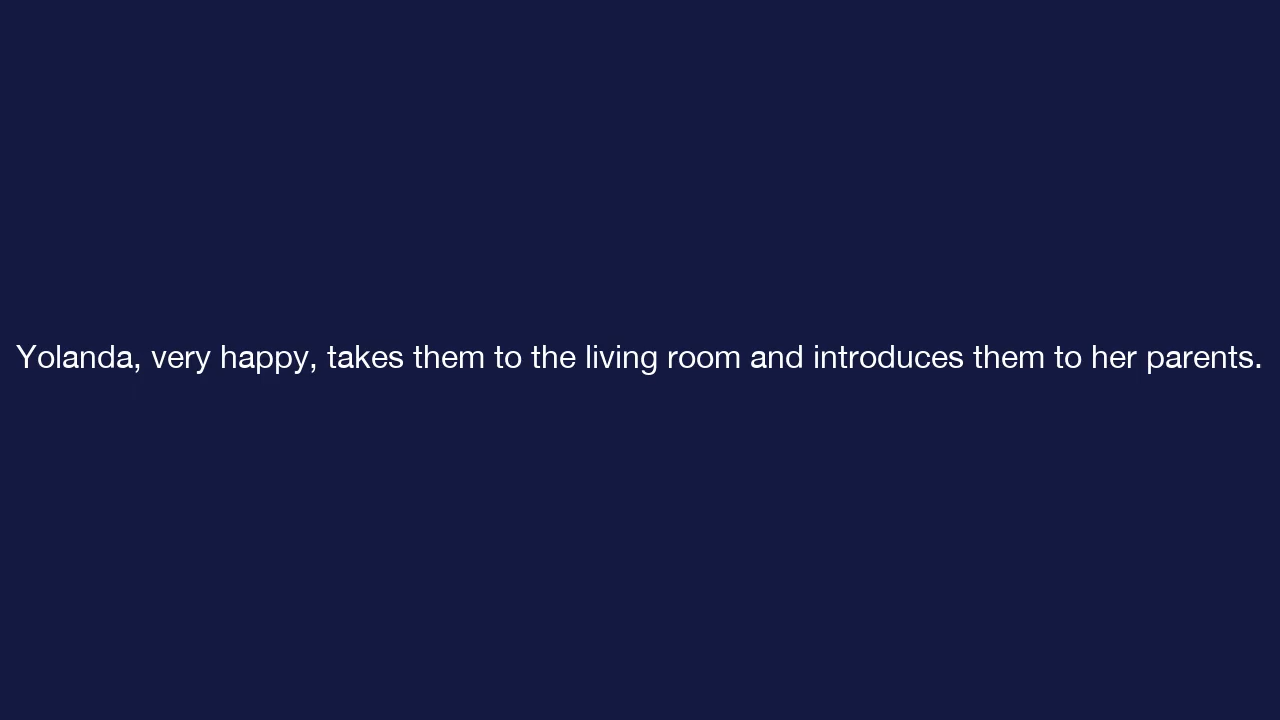 Yolanda, very happy, takes them to the living room and introduces them to her parents.